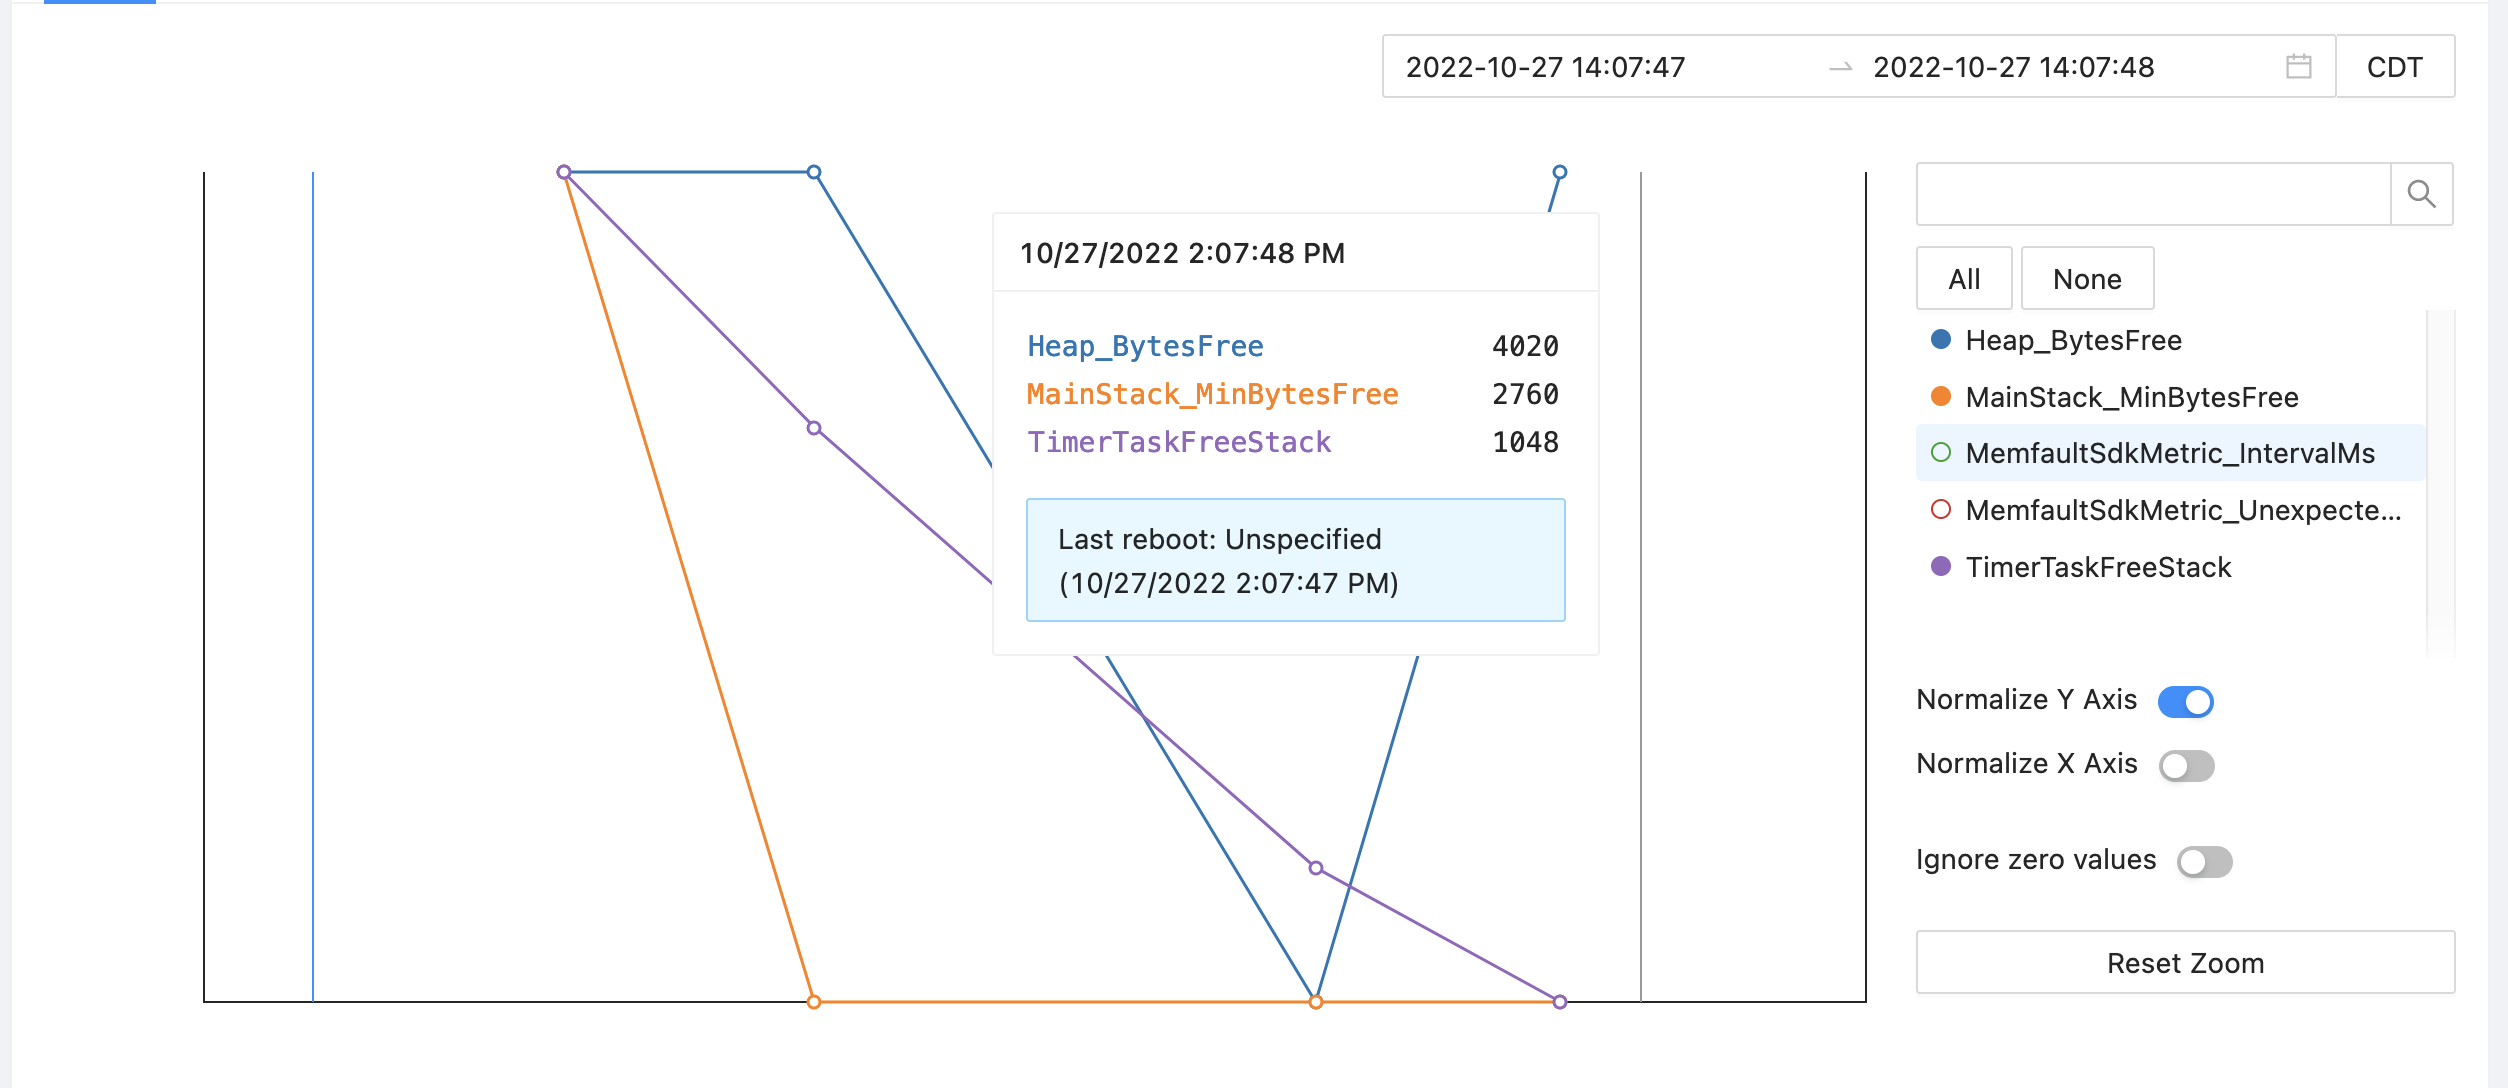 2022-10-27 14:07:47 → 2022-10-27 14:07:48 CDT
10/27/2022 2:07:48 PM
Heap_BytesFree 4020
MainStack_MinBytesFree 2760
TimerTaskFreeStack 1048
Last reboot: Unspecified
(10/27/2022 2:07:47 PM)
All None
Heap_BytesFree
MainStack_MinBytesFree
MemfaultSdkMetric_IntervalMs
MemfaultSdkMetric_Unexpecte...
TimerTaskFreeStack
Normalize Y Axis
Normalize X Axis
Ignore zero values
Reset Zoom